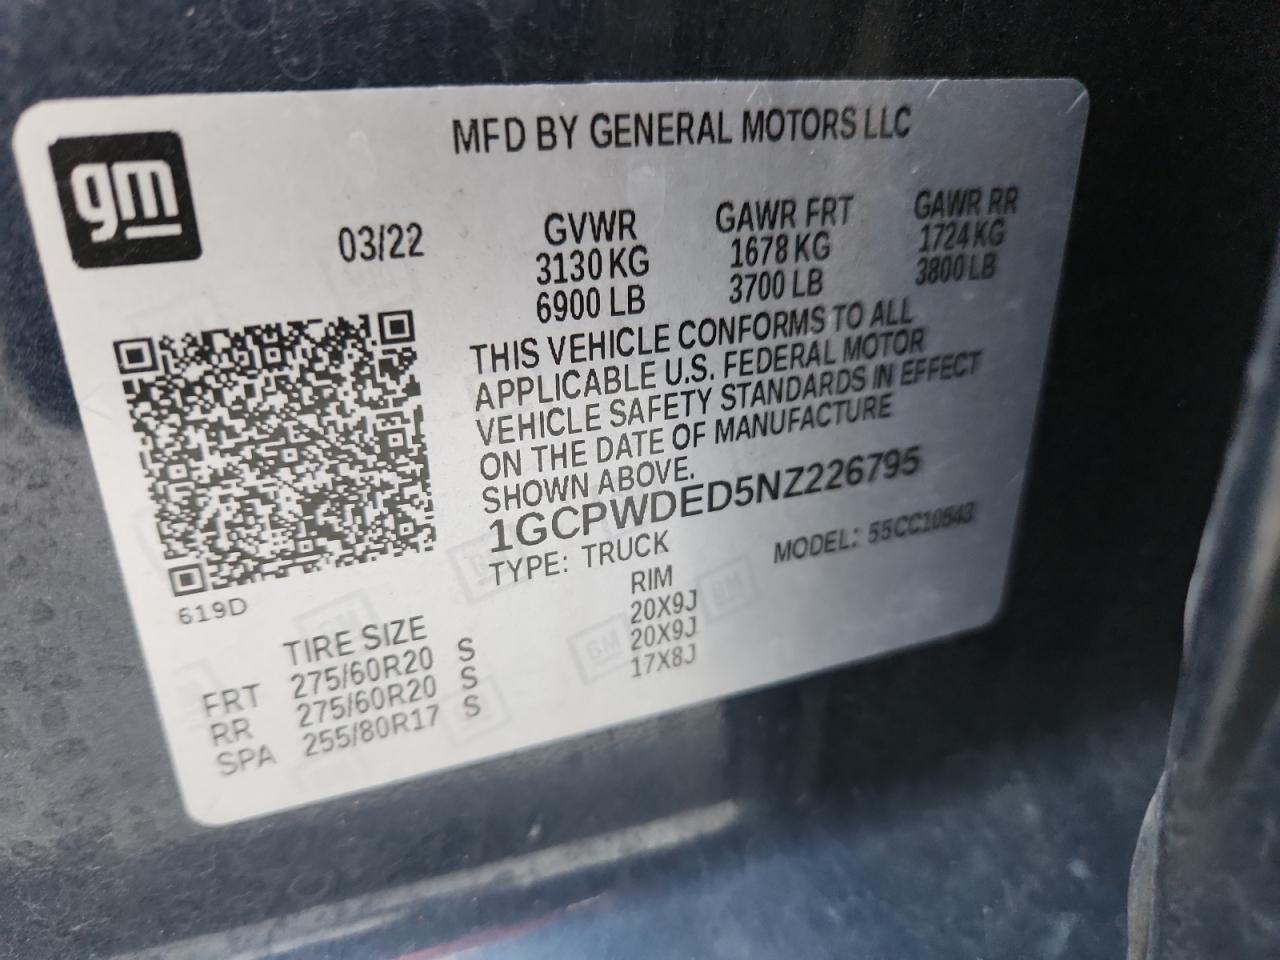 gm
MFD BY GENERAL MOTORS LLC
03/22
GVWR
3130 KG
6900 LB
GAWR FRT
1678 KG
3700 LB
GAWR RR
1724 KG
3800 LB
THIS VEHICLE CONFORMS TO ALL
APPLICABLE U.S. FEDERAL MOTOR
VEHICLE SAFETY STANDARDS IN EFFECT
ON THE DATE OF MANUFACTURE
SHOWN ABOVE.
1GCPWDED5NZ226795
TYPE: TRUCK
MODEL: 55CC10543
619D
TIRE SIZE
RIM
FRT 275/60R20 S 20X9J
RR 275/60R20 S 20X9J
SPA 255/80R17 S 17X8J
GM
GM